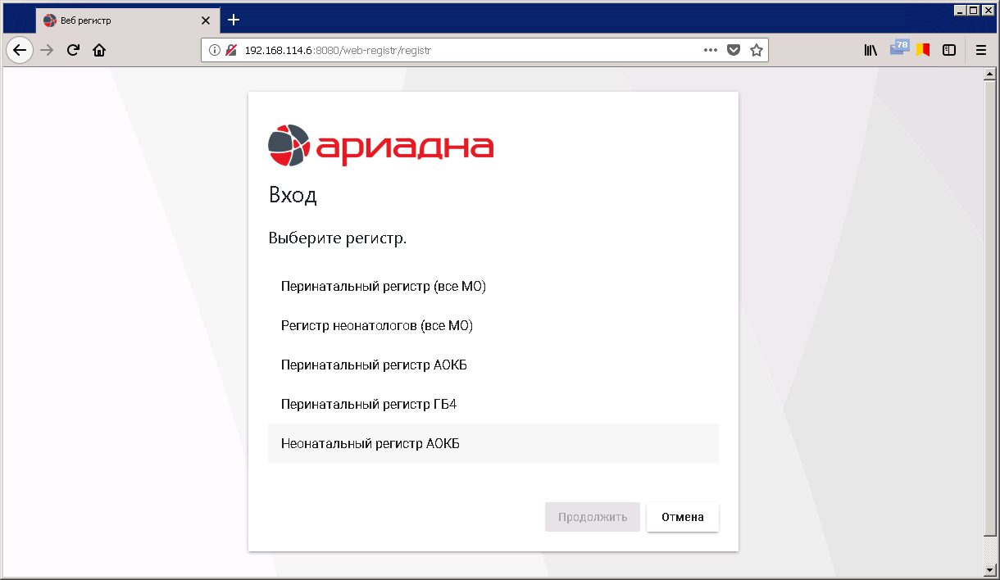 Веб регистр
192.168.114.6:8080/web-registr/registr
78
ариадна
Вход
Выберите регистр.
Перинатальный регистр (все МО)
Регистр неонатологов (все МО)
Перинатальный регистр АОКБ
Перинатальный регистр ГБ4
Неонатальный регистр АОКБ
Продолжить Отмена